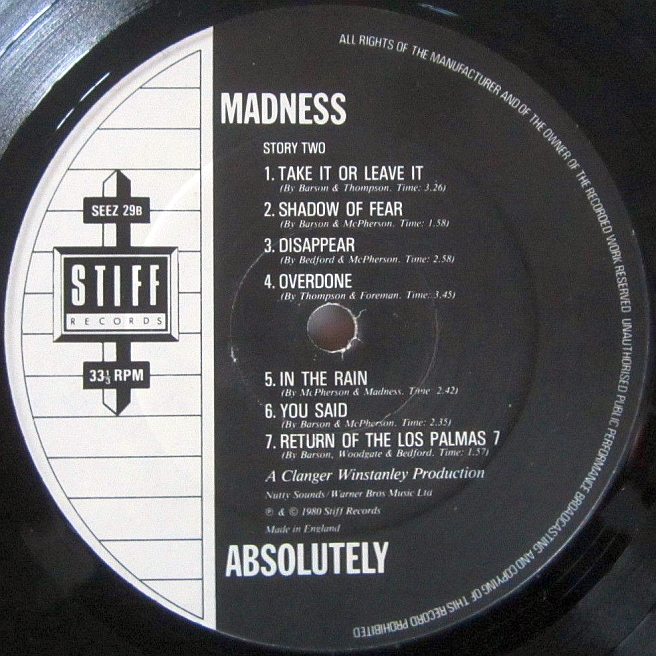 ALL RIGHTS OF THE MANUFACTURER AND OF THE OWNER OF THE RECORDED WORK RESERVED UNAUTHORISED PUBLIC PERFORMANCE BROADCASTING AND COPYING OF THIS RECORD PROHIBITED
MADNESS
STORY TWO
1. TAKE IT OR LEAVE IT
(By Barson & Thompson. Time: 3.26)
2. SHADOW OF FEAR
(By Barson & McPherson. Time: 1.58)
3. DISAPPEAR
(By Bedford & McPherson. Time: 2.58)
4. OVERDONE
(By Thompson & Foreman. Time: 3.45)
SEEZ 29B
STIFF
RECORDS
33⅓ RPM
5. IN THE RAIN
(By McPherson & Madness. Time 2.42)
6. YOU SAID
(By Barson & McPherson. Time: 2.35)
7. RETURN OF THE LOS PALMAS 7
(By Barson, Woodgate & Bedford. Time: 1.57)
A Clanger Winstanley Production
Nutty Sounds/Warner Bros Music Ltd
℗ & © 1980 Stiff Records
Made in England
ABSOLUTELY